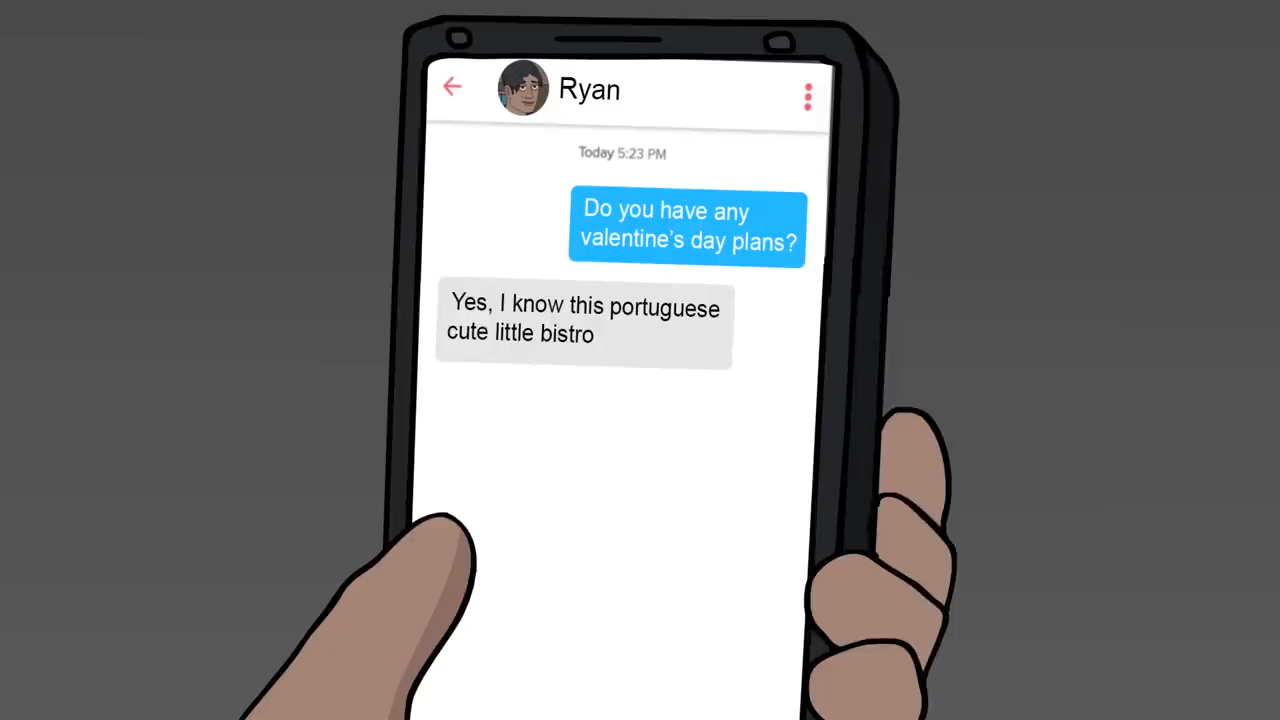 Ryan
Today 5:23 PM
Do you have any
valentine’s day plans?
Yes, I know this portuguese
cute little bistro